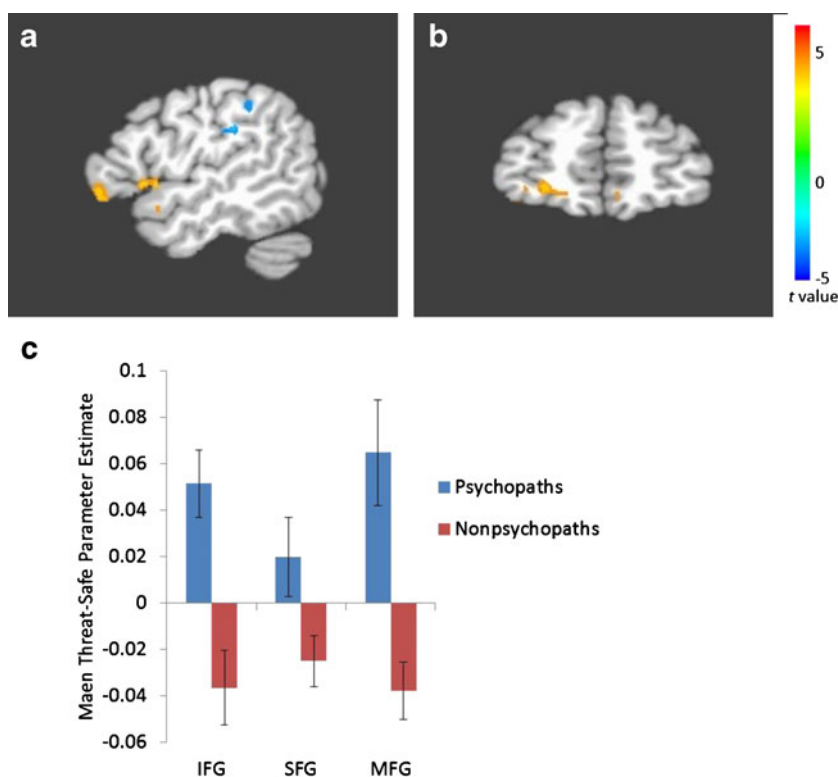 a
b
5
0
-5
t value
c
Maen Threat-Safe Parameter Estimate
0.1
0.08
0.06
0.04
0.02
0
-0.02
-0.04
-0.06
IFG SFG MFG
Psychopaths
Nonpsychopaths